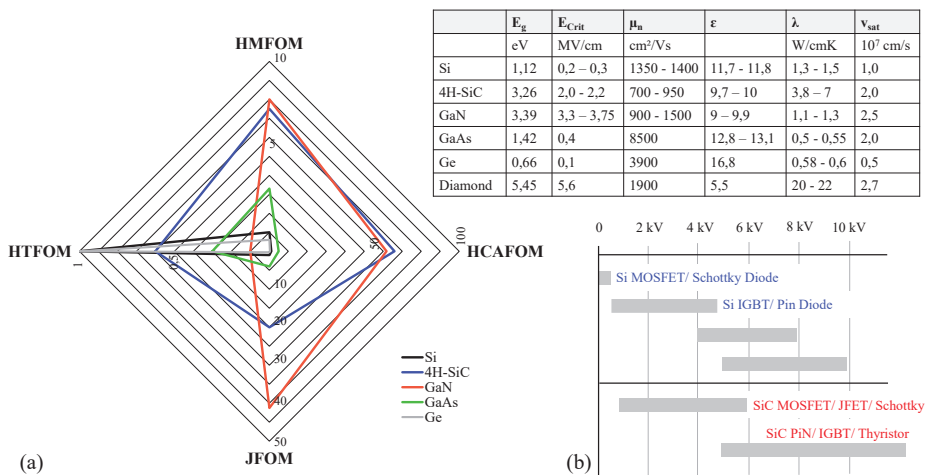 HMFOM
10
5
HTFOM
1
0,5
50
100
HCAFOM
10
20
30
40
50
JFOM
Si
4H-SiC
GaN
GaAs
Ge
(a)
E_g E_Crit μ_n ε λ v_sat
eV MV/cm cm²/Vs W/cmK 10⁷ cm/s
Si 1,12 0,2 – 0,3 1350 - 1400 11,7 - 11,8 1,3 - 1,5 1,0
4H-SiC 3,26 2,0 - 2,2 700 - 950 9,7 – 10 3,8 – 7 2,0
GaN 3,39 3,3 – 3,75 900 - 1500 9 – 9,9 1,1 - 1,3 2,5
GaAs 1,42 0,4 8500 12,8 – 13,1 0,5 - 0,55 2,0
Ge 0,66 0,1 3900 16,8 0,58 - 0,6 0,5
Diamond 5,45 5,6 1900 5,5 20 - 22 2,7
0 2 kV 4 kV 6 kV 8 kV 10 kV
Si MOSFET/ Schottky Diode
Si IGBT/ Pin Diode
SiC MOSFET/ JFET/ Schottky
SiC PiN/ IGBT/ Thyristor
(b)